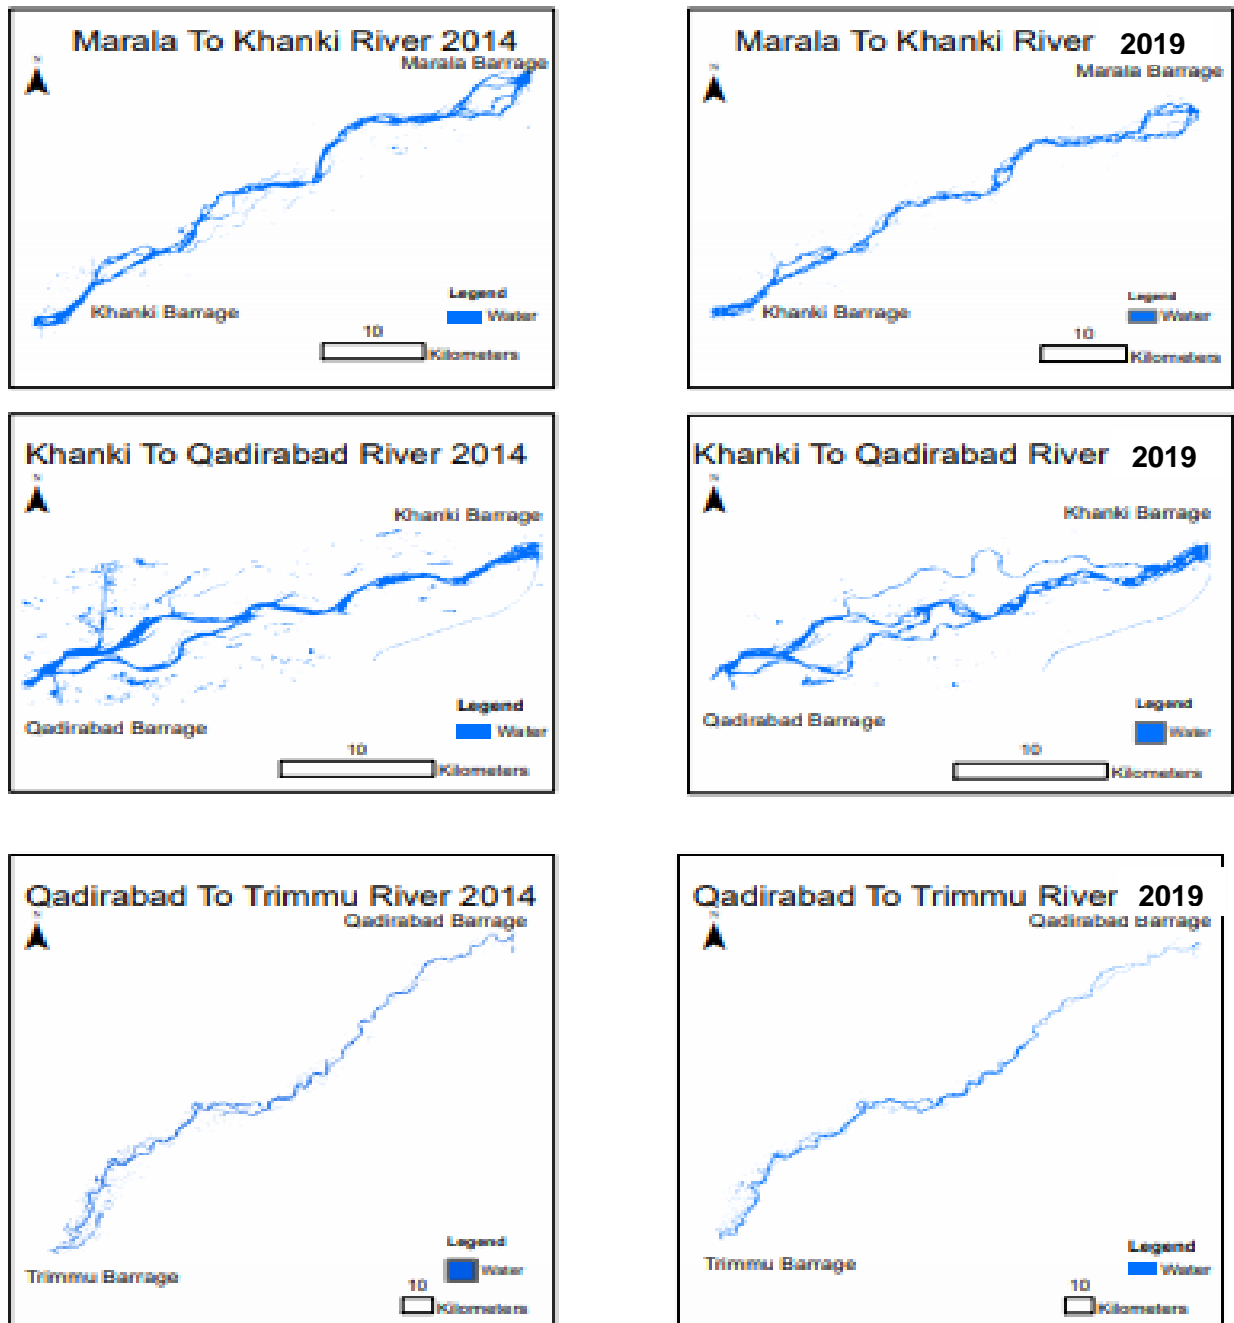 Marala To Khanki River 2014
N
Marala Barrage
Khanki Barrage
Legend
Water
10
Kilometers
Marala To Khanki River 2019
N
Marala Barrage
Khanki Barrage
Legend
Water
10
Kilometers
Khanki To Qadirabad River 2014
N
Khanki Barrage
Qadirabad Barrage
Legend
Water
10
Kilometers
Khanki To Qadirabad River 2019
N
Khanki Barrage
Qadirabad Barrage
Legend
Water
10
Kilometers
Qadirabad To Trimmu River 2014
N
Qadirabad Barrage
Trimmu Barrage
Legend
Water
10
Kilometers
Qadirabad To Trimmu River 2019
N
Qadirabad Barrage
Trimmu Barrage
Legend
Water
10
Kilometers